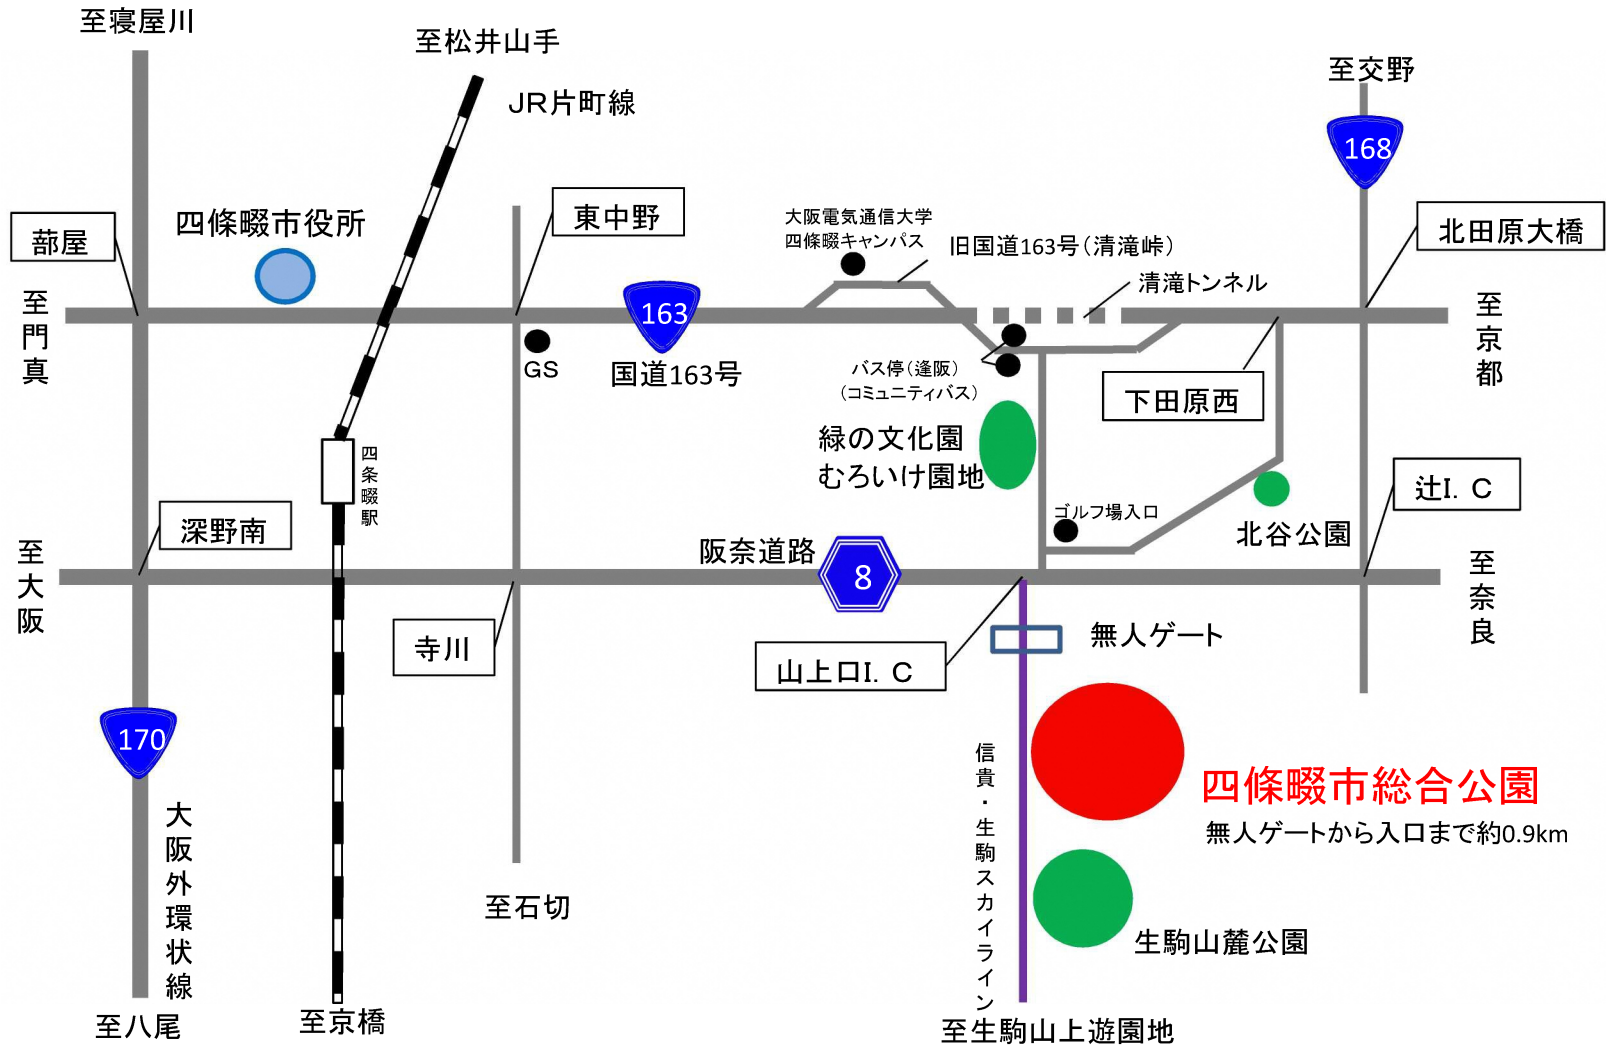 至寝屋川
至松井山手
JR片町線
至交野
168
四條畷市役所
東中野
大阪電気通信大学
四條畷キャンパス
旧国道163号(清滝峠)
北田原大橋
蔀屋
清滝トンネル
至門真
163
至京都
GS
国道163号
バス停(逢阪)
(コミュニティバス)
下田原西
緑の文化園
むろいけ園地
四条畷駅
辻I.C
深野南
ゴルフ場入口
北谷公園
至大阪
阪奈道路
8
至奈良
寺川
無人ゲート
山上口I.C
170
信貴・生駒スカイライン
四條畷市総合公園
無人ゲートから入口まで約0.9km
大阪外環状線
至石切
生駒山麓公園
至八尾
至京橋
至生駒山上遊園地